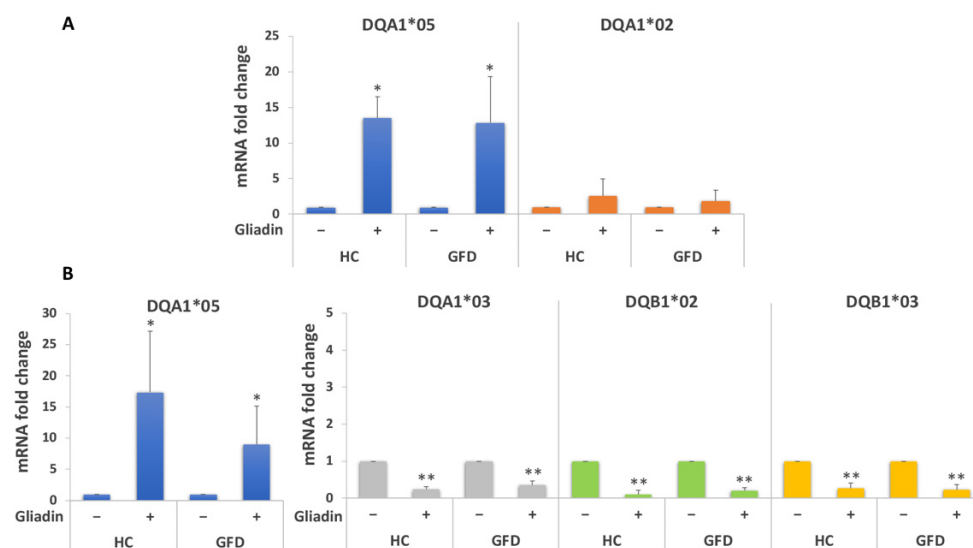 A
DQA1*05 DQA1*02
mRNA fold change
25
20
15
10
5
0
* *
Gliadin − + − + − + − +
HC GFD HC GFD
B
DQA1*05
mRNA fold change
30
25
20
15
10
5
0
* *
Gliadin − + − +
HC GFD
DQA1*03 DQB1*02 DQB1*03
mRNA fold change
5
4
3
2
1
0
** ** ** ** ** **
Gliadin − + − + − + − + − + − +
HC GFD HC GFD HC GFD